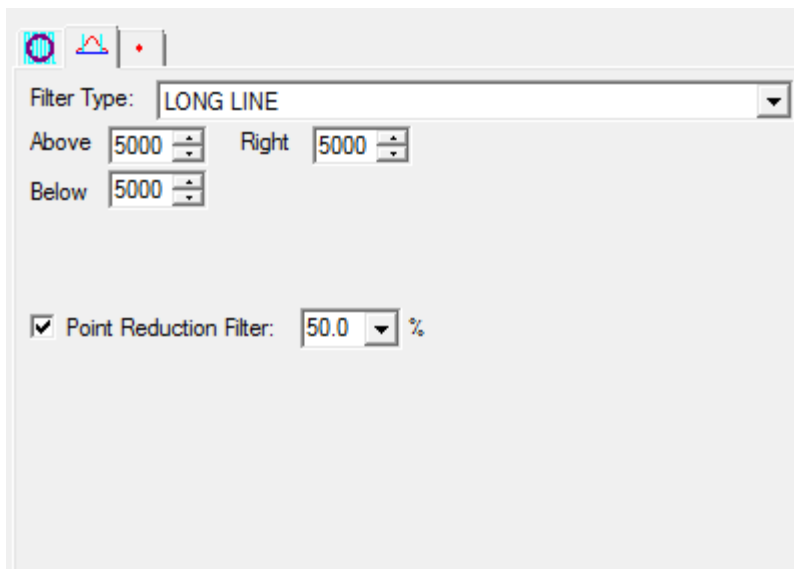 Filter Type: LONG LINE
Above 5000 Right 5000
Below 5000
Point Reduction Filter: 50.0 %